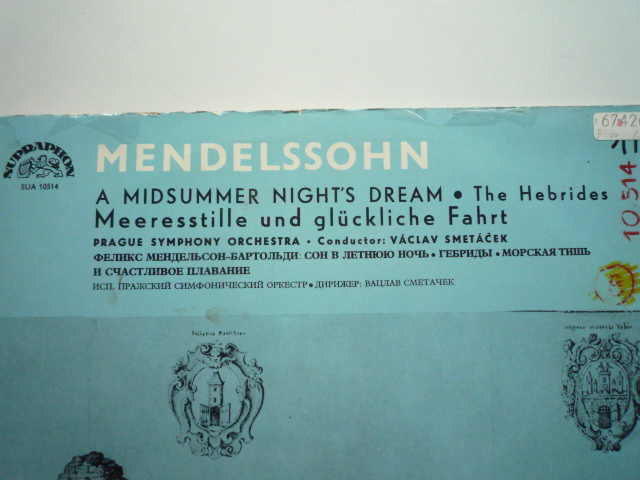 67426
SUPRAPHON
SUA 10514
MENDELSSOHN
A MIDSUMMER NIGHT'S DREAM • The Hebrides
Meeresstille und glückliche Fahrt
PRAGUE SYMPHONY ORCHESTRA • Conductor: VÁCLAV SMETÁČEK
ФЕЛИКС МЕНДЕЛЬСОН-БАРТОЛЬДИ: СОН В ЛЕТНЮЮ НОЧЬ • ГЕБРИДЫ • МОРСКАЯ ТИШЬ
И СЧАСТЛИВОЕ ПЛАВАНИЕ
ИСП. ПРАЖСКИЙ СИМФОНИЧЕСКИЙ ОРКЕСТР • ДИРИЖЕР: ВАЦЛАВ СМЕТАЧЕК
10.514